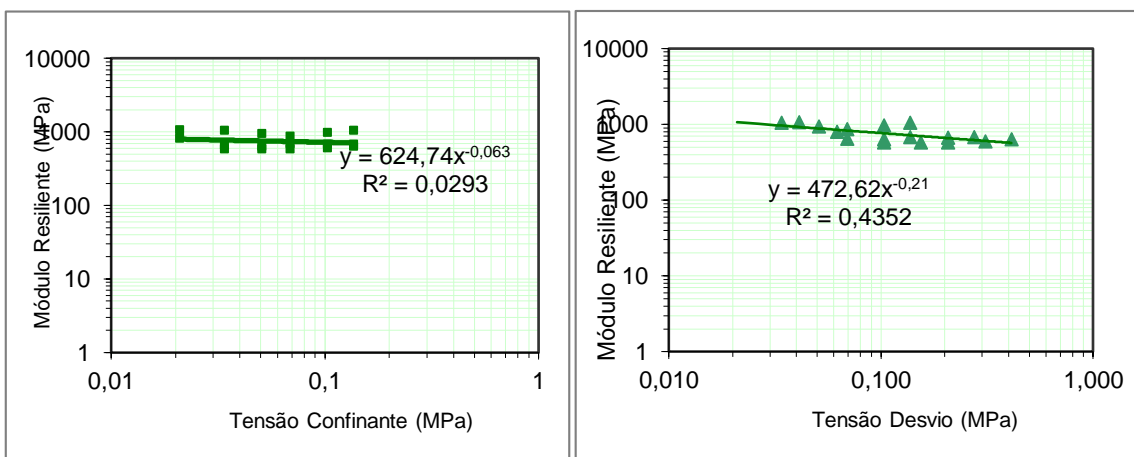 10000
1000
100
10
1
0,01
0,1
1
Módulo Resiliente (MPa)
Tensão Confinante (MPa)
y = 624,74x^-0,063
R² = 0,0293
10000
1000
100
10
1
0,010
0,100
1,000
Módulo Resiliente (MPa)
Tensão Desvio (MPa)
y = 472,62x^-0,21
R² = 0,4352